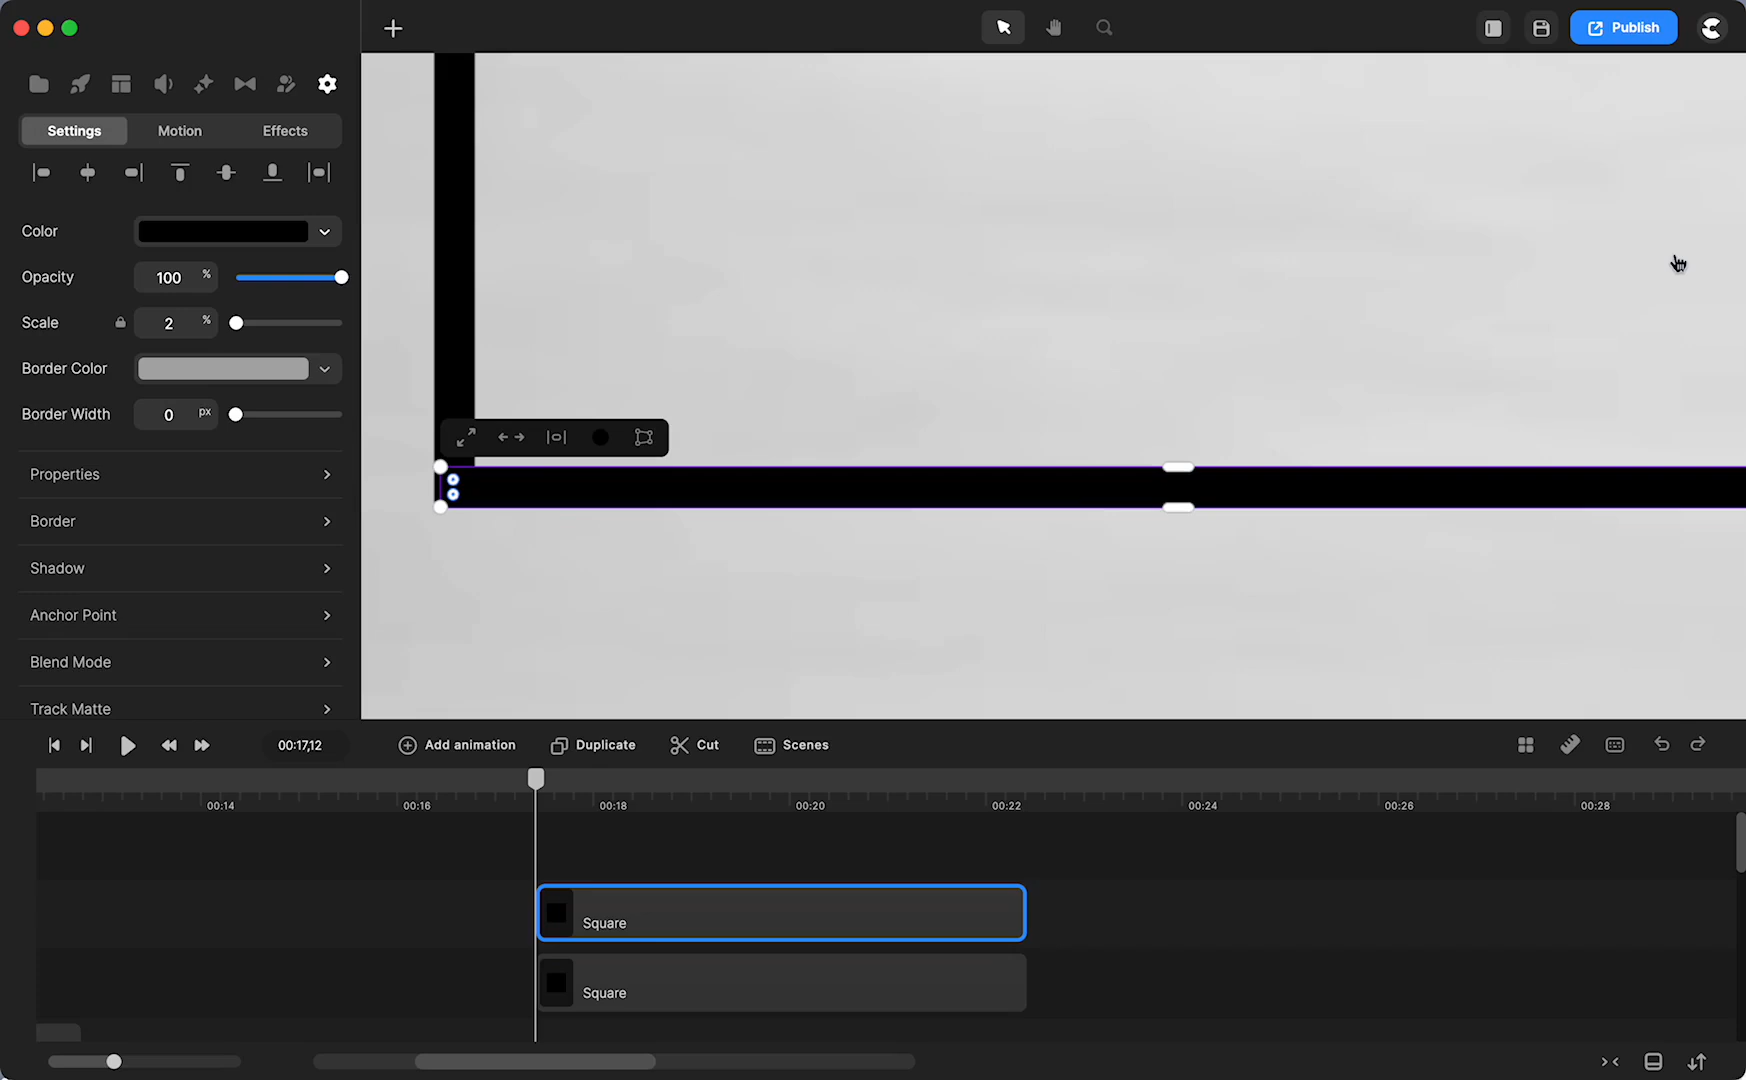 Publish
Settings
Motion
Effects
Color
Opacity
100 %
Scale
2 %
Border Color
Border Width
0 px
Properties
Border
Shadow
Anchor Point
Blend Mode
Track Matte
00:17,12
Add animation
Duplicate
Cut
Scenes
00:14
00:16
00:18
00:20
00:22
00:24
00:26
00:28
Square
Square